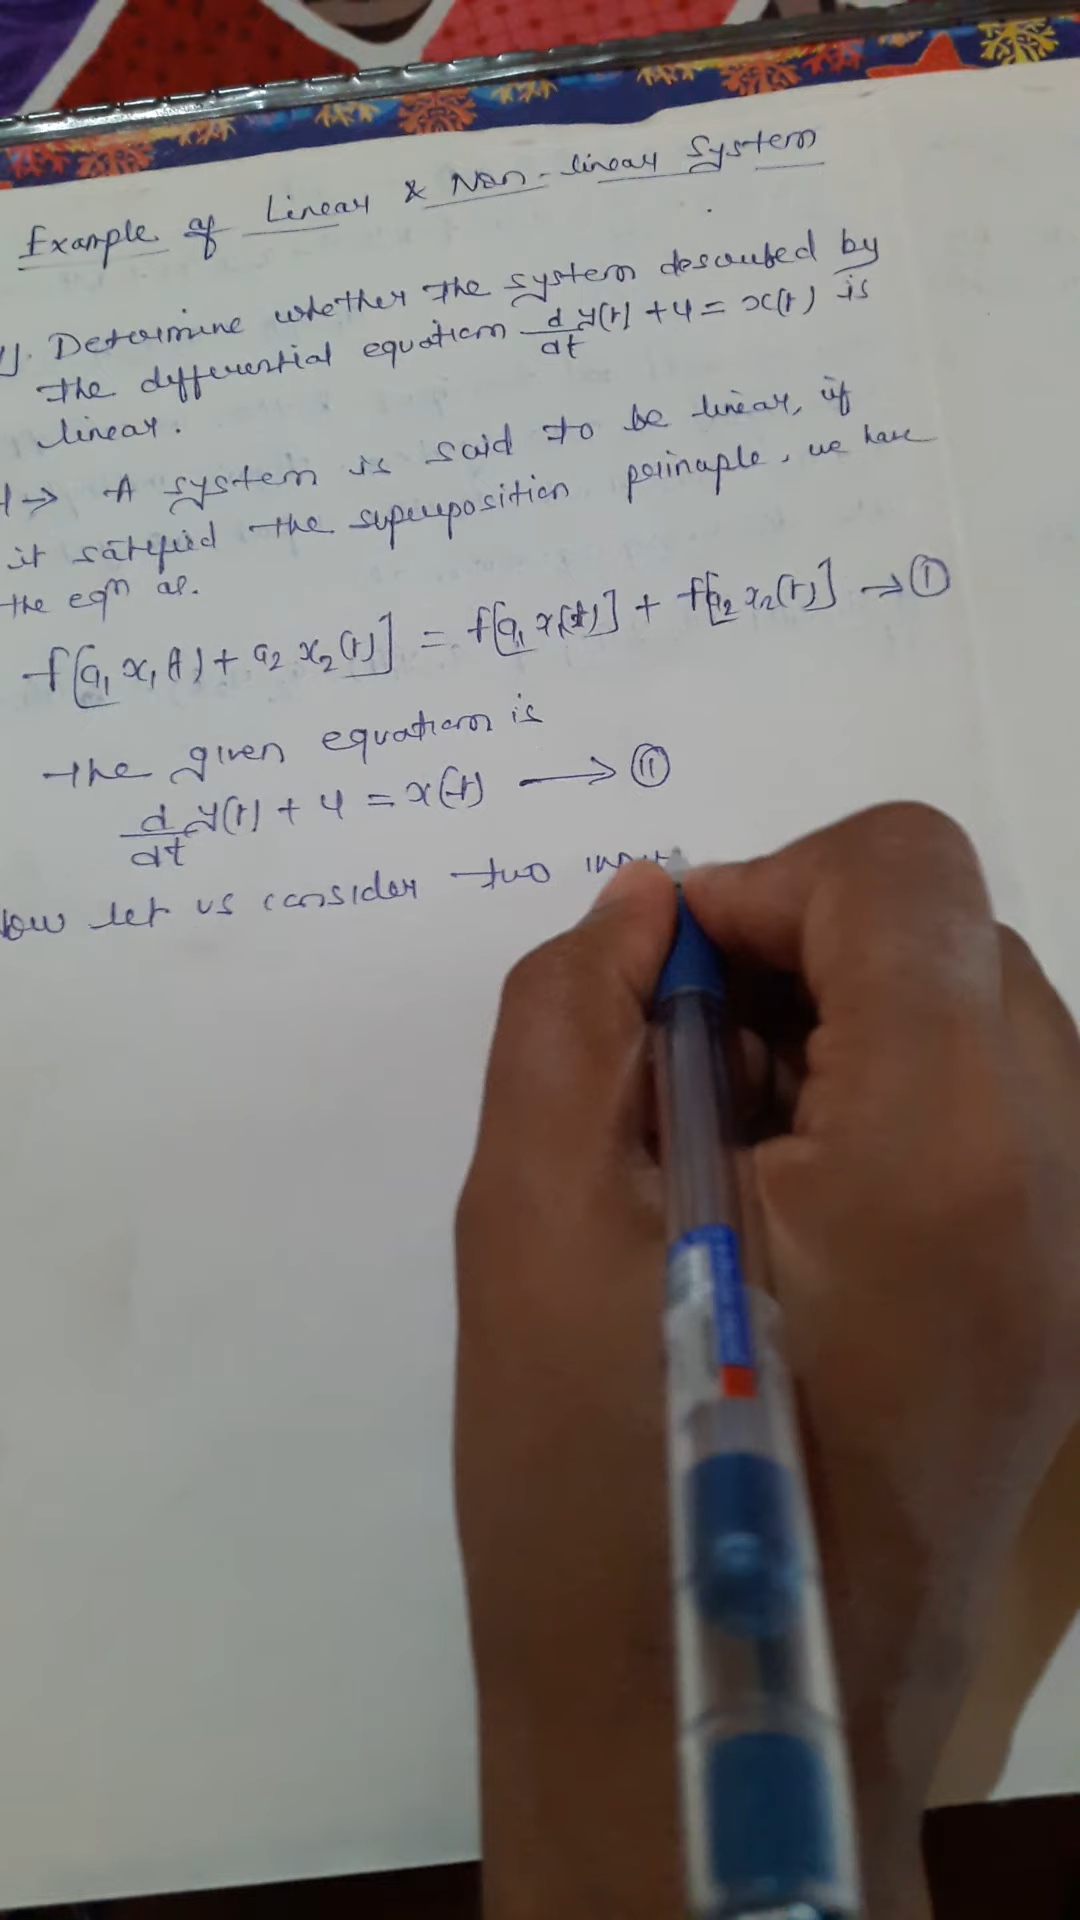 Example of Linear & Non-linear System
1). Determine whether the system described by
the differential equation d/dt y(t) + 4 = x(t) is
linear.
→ A system is said to be linear, if
it satisfied the superposition principle, we have
the eqn as.
f[a₁ x₁(t) + a₂ x₂(t)] = f[a₁ x₁(t)] + f[a₂ x₂(t)] → (I)
the given equation is
d/dt y(t) + 4 = x(t) → (II)
Now let us consider two